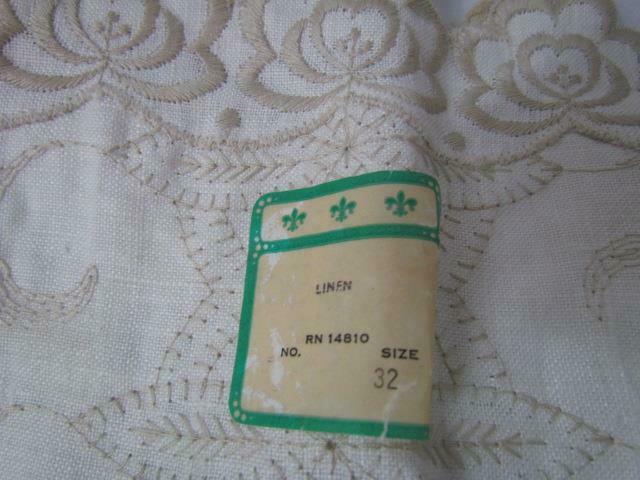 LINEN
RN 14810
NO. SIZE
32